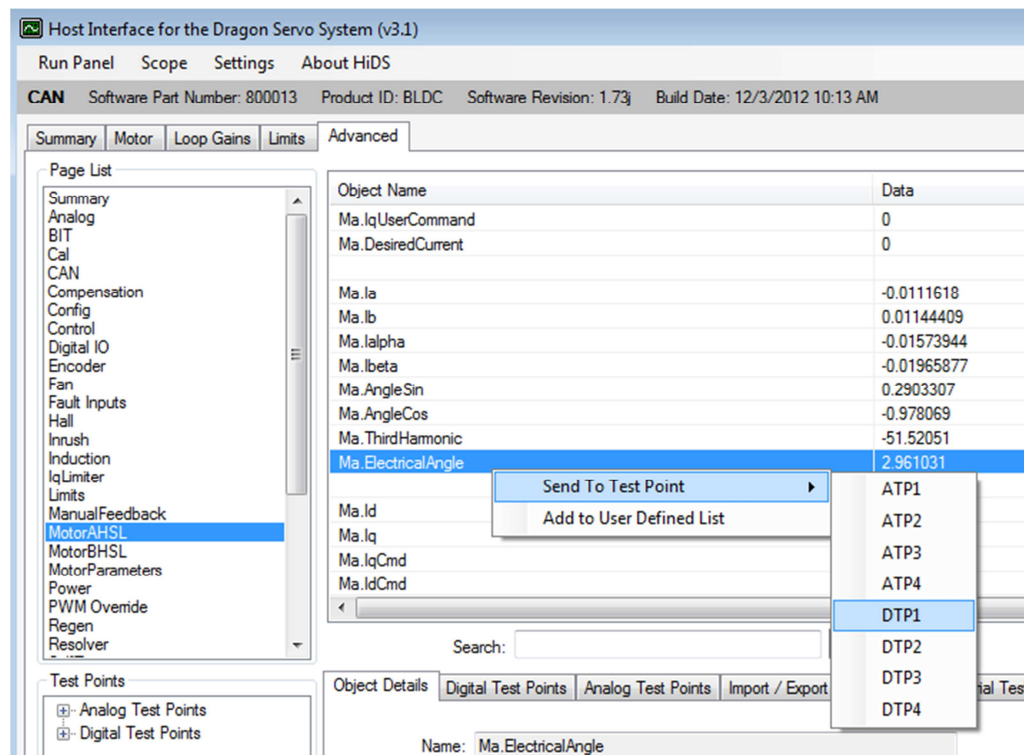 Host Interface for the Dragon Servo System (v3.1)
Run Panel Scope Settings About HiDS
CAN Software Part Number: 800013 Product ID: BLDC Software Revision: 1.73j Build Date: 12/3/2012 10:13 AM
Summary Motor Loop Gains Limits Advanced
Page List
Summary
Analog
BIT
Cal
CAN
Compensation
Config
Control
Digital IO
Encoder
Fan
Fault Inputs
Hall
Inrush
Induction
IqLimiter
Limits
ManualFeedback
MotorAHSL
MotorBHSL
MotorParameters
Power
PWM Override
Regen
Resolver
Object Name Data
Ma.IqUserCommand 0
Ma.DesiredCurrent 0
Ma.Ia -0.0111618
Ma.Ib 0.01144409
Ma.Ialpha -0.01573944
Ma.Ibeta -0.01965877
Ma.AngleSin 0.2903307
Ma.AngleCos -0.978069
Ma.ThirdHarmonic -51.52051
Ma.ElectricalAngle 2.961031
Ma.Id
Ma.Iq
Ma.IqCmd
Ma.IdCmd
Send To Test Point
Add to User Defined List
ATP1
ATP2
ATP3
ATP4
DTP1
DTP2
DTP3
DTP4
Search:
Test Points
Analog Test Points
Digital Test Points
Object Details Digital Test Points Analog Test Points Import / Export ial Tes
Name: Ma.ElectricalAngle